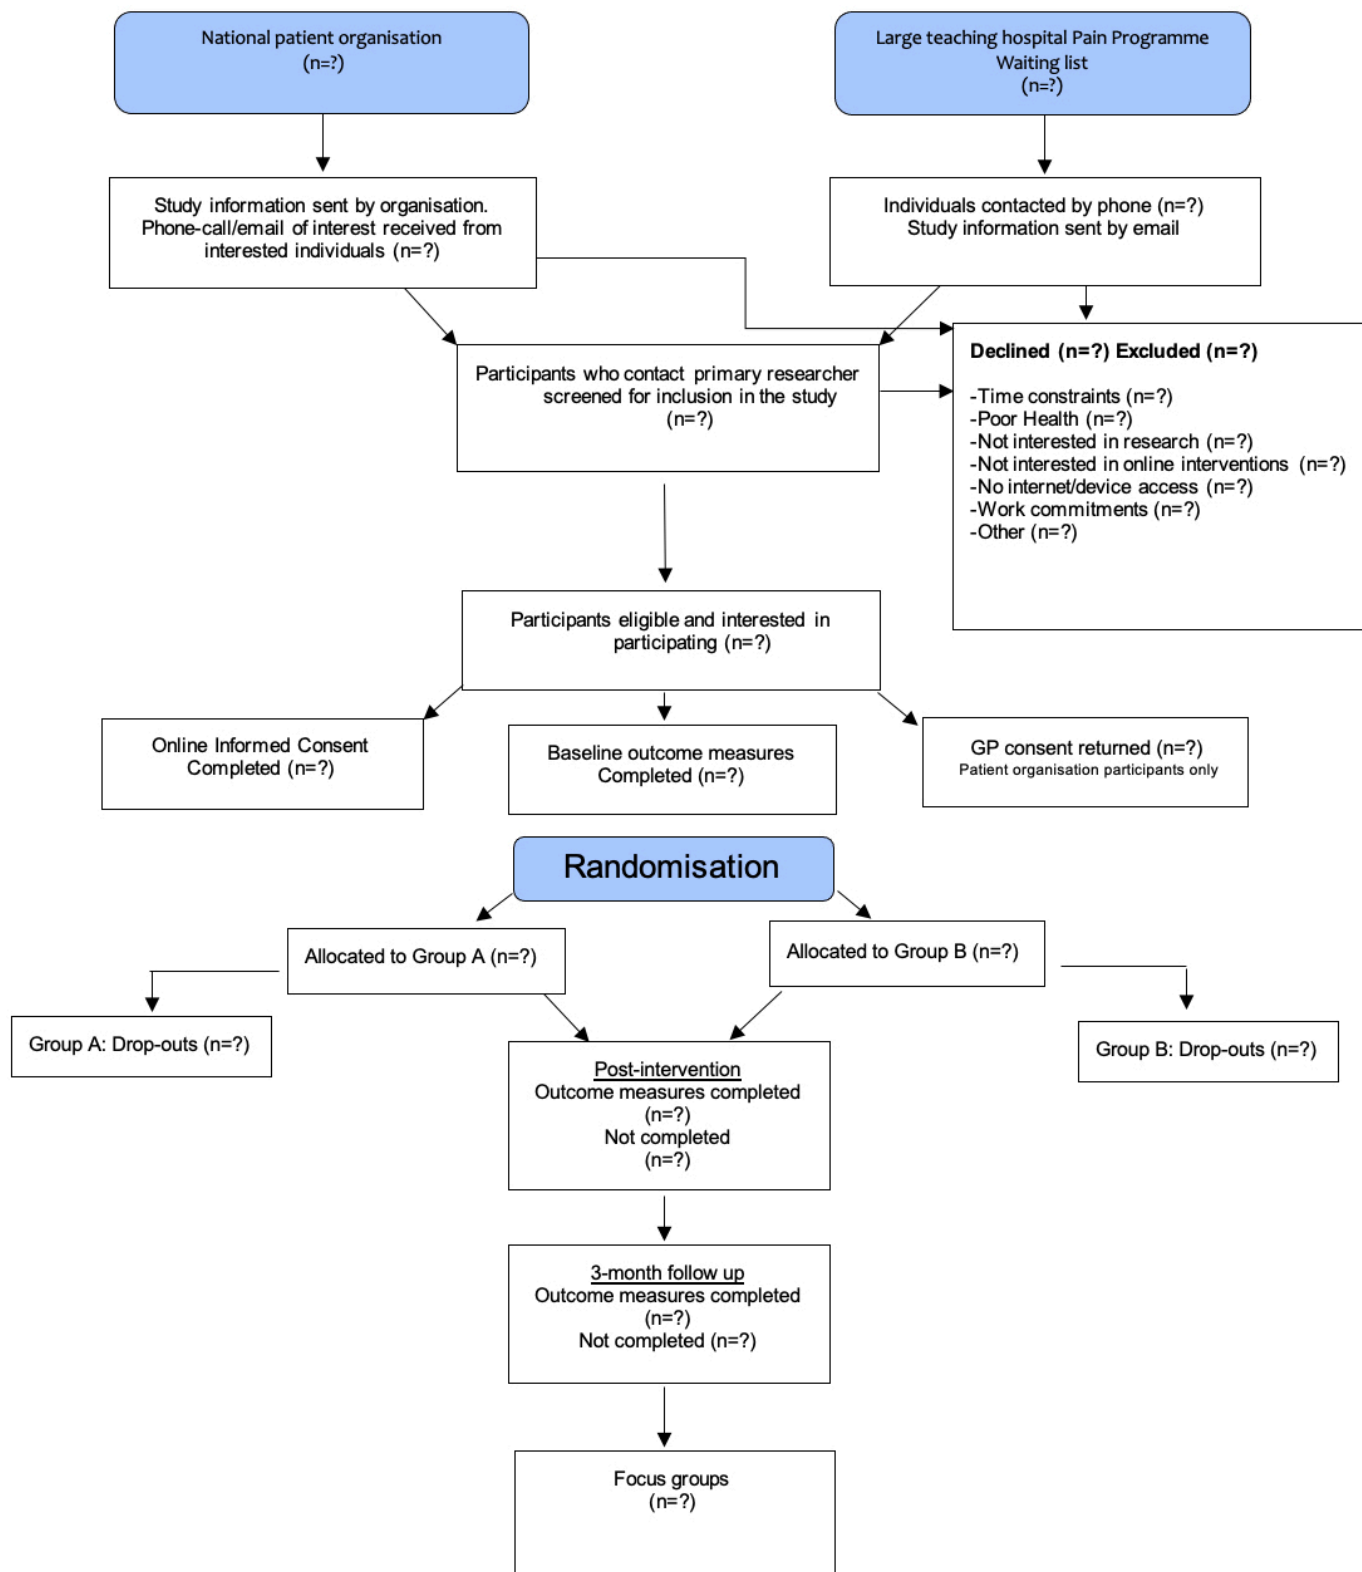 National patient organisation
(n=?)
Large teaching hospital Pain Programme
Waiting list
(n=?)
Study information sent by organisation.
Phone-call/email of interest received from
interested individuals (n=?)
Individuals contacted by phone (n=?)
Study information sent by email
Participants who contact primary researcher
screened for inclusion in the study
(n=?)
Declined (n=?) Excluded (n=?)
-Time constraints (n=?)
-Poor Health (n=?)
-Not interested in research (n=?)
-Not interested in online interventions (n=?)
-No internet/device access (n=?)
-Work commitments (n=?)
-Other (n=?)
Participants eligible and interested in
participating (n=?)
Online Informed Consent
Completed (n=?)
Baseline outcome measures
Completed (n=?)
GP consent returned (n=?)
Patient organisation participants only
Randomisation
Allocated to Group A (n=?)
Allocated to Group B (n=?)
Group A: Drop-outs (n=?)
Group B: Drop-outs (n=?)
Post-intervention
Outcome measures completed
(n=?)
Not completed
(n=?)
3-month follow up
Outcome measures completed
(n=?)
Not completed (n=?)
Focus groups
(n=?)